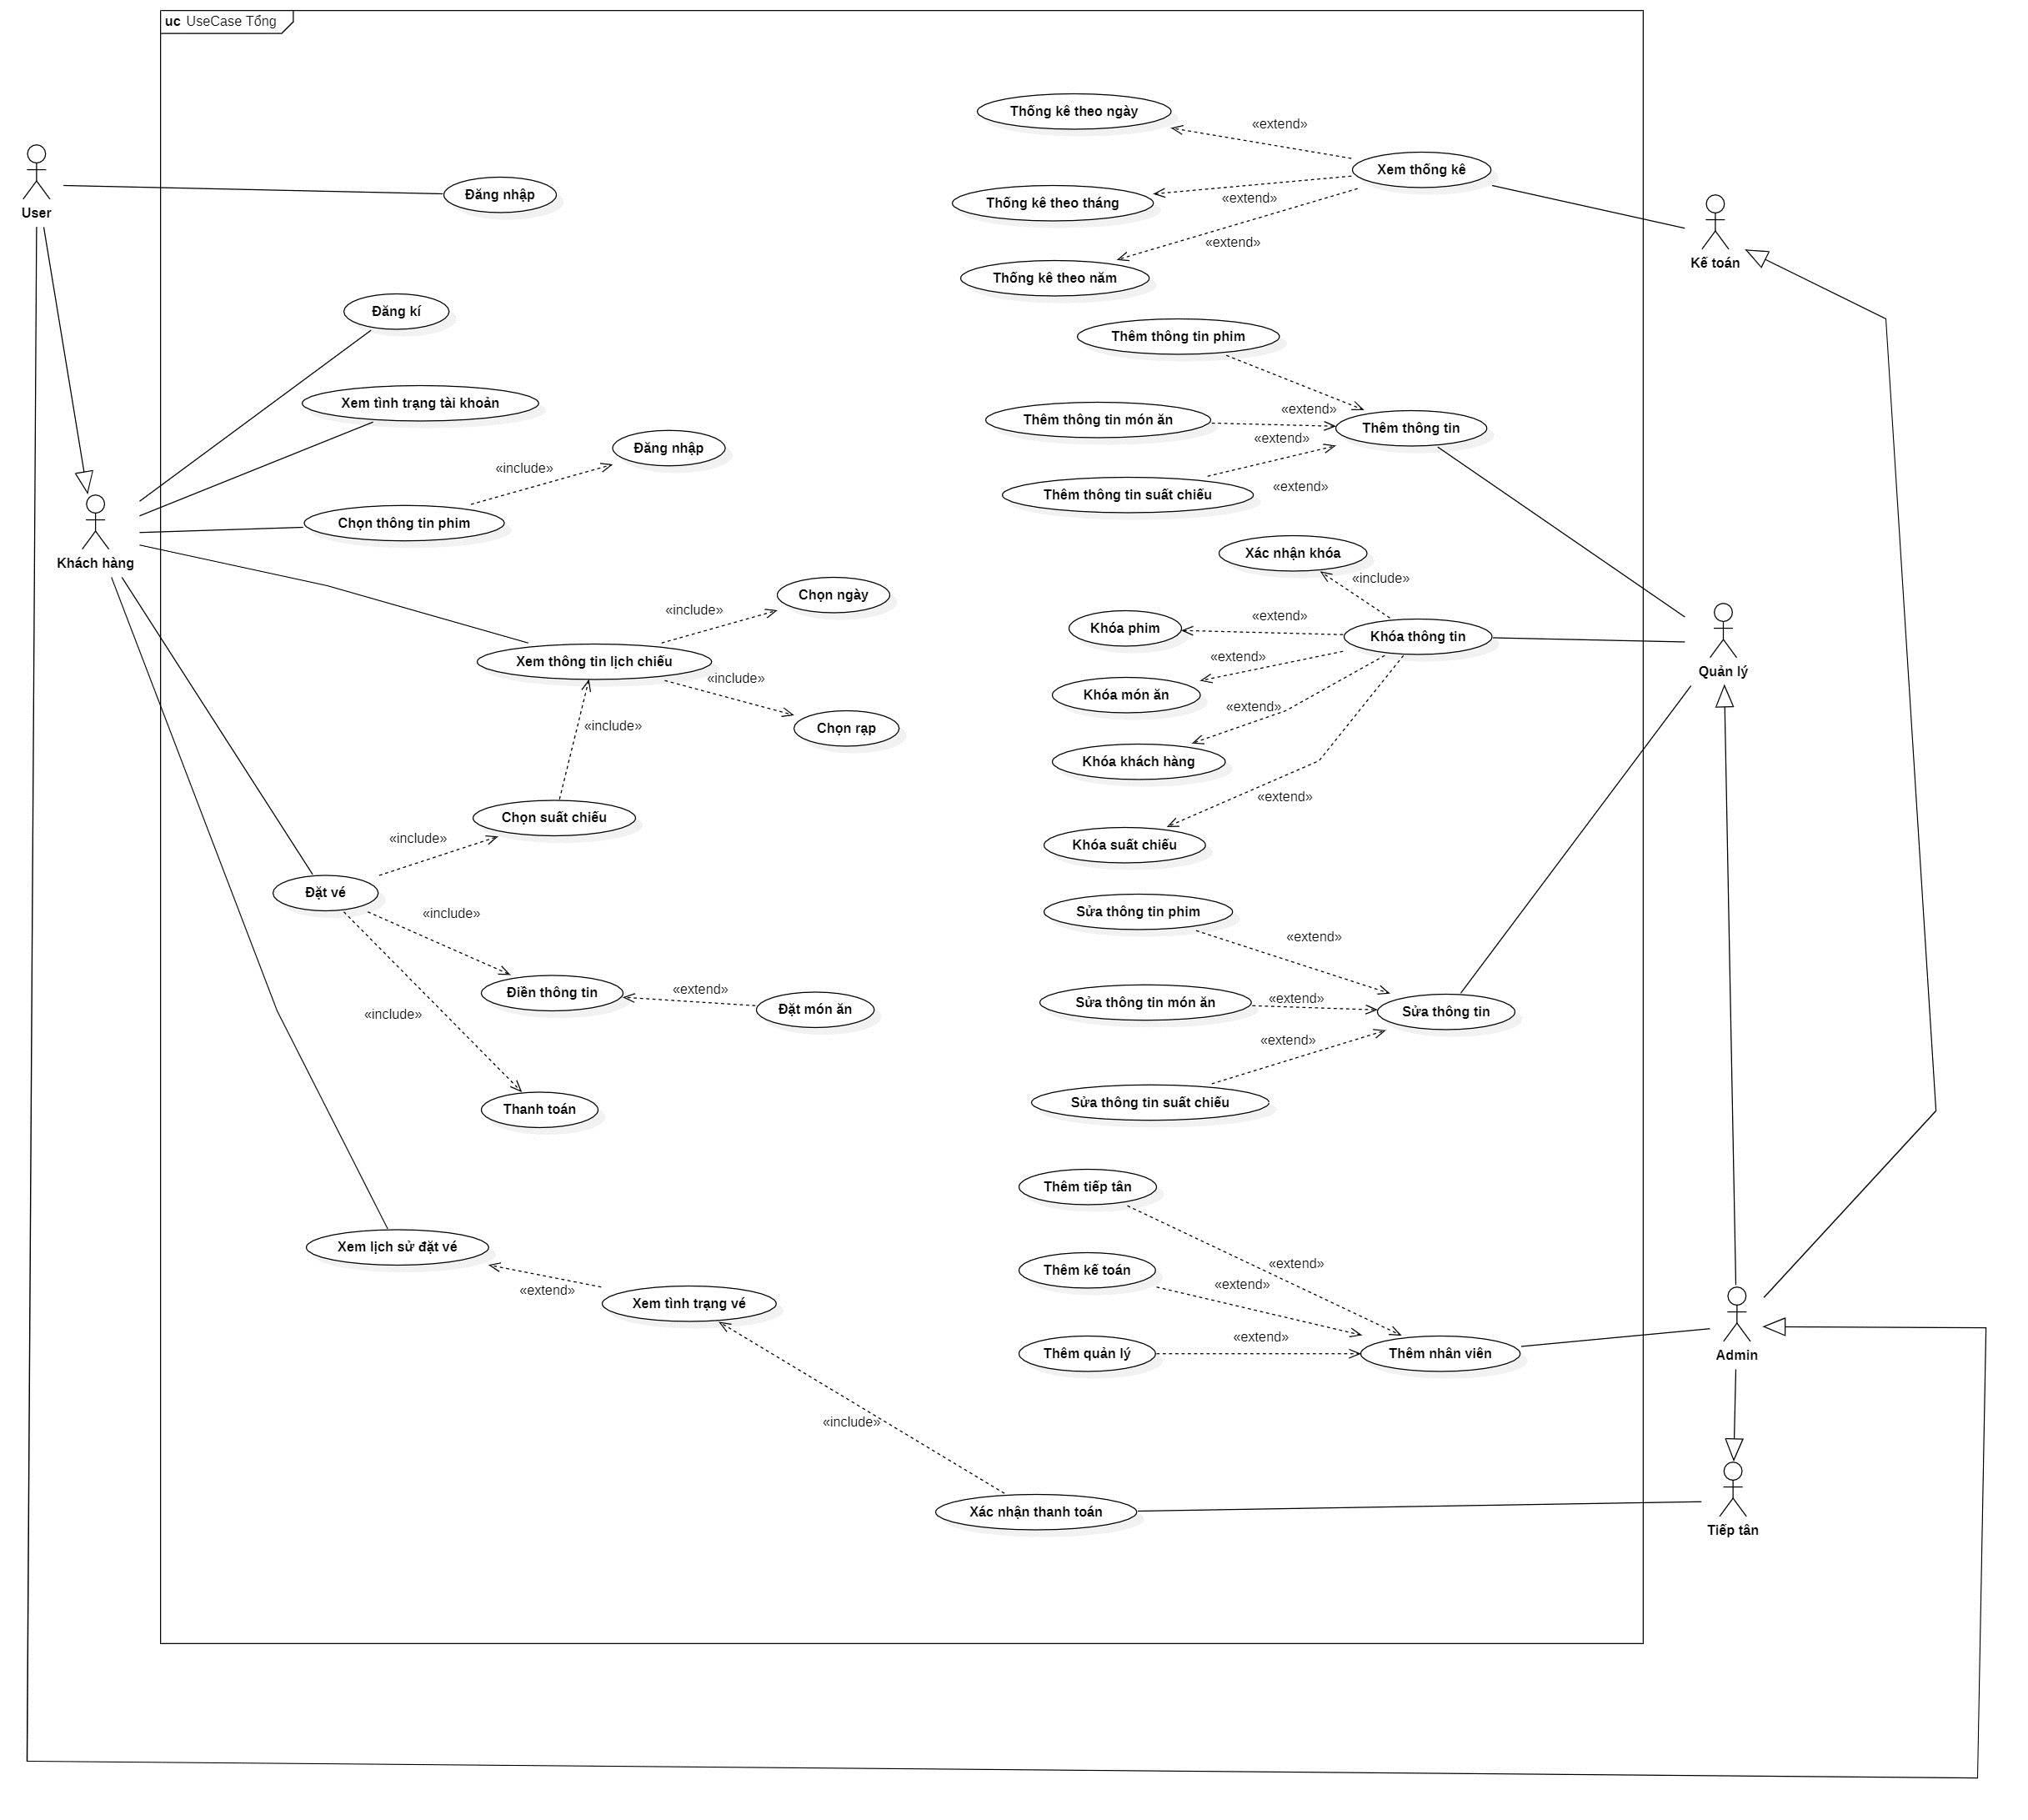 uc UseCase Tổng
Thống kê theo ngày
«extend»
User
Đăng nhập
Xem thống kê
Thống kê theo tháng
«extend»
Kế toán
«extend»
Thống kê theo năm
Đăng kí
Thêm thông tin phim
Xem tình trạng tài khoản
Thêm thông tin món ăn
«extend»
Thêm thông tin
Đăng nhập
«extend»
«include»
Thêm thông tin suất chiếu
«extend»
Chọn thông tin phim
Khách hàng
Xác nhận khóa
«include»
Chọn ngày
«include»
«extend»
Khóa phim
Khóa thông tin
Xem thông tin lịch chiếu
«extend»
Quản lý
«include»
Khóa món ăn
«extend»
«include»
Chọn rạp
Khóa khách hàng
«extend»
Chọn suất chiếu
«include»
Khóa suất chiếu
Đặt vé
«include»
Sửa thông tin phim
«extend»
Điền thông tin
«extend»
Đặt món ăn
Sửa thông tin món ăn
«extend»
Sửa thông tin
«include»
«extend»
Thanh toán
Sửa thông tin suất chiếu
Thêm tiếp tân
Xem lịch sử đặt vé
«extend»
Thêm kế toán
«extend»
«extend»
Xem tình trạng vé
«extend»
Thêm quản lý
Thêm nhân viên
Admin
«include»
Xác nhận thanh toán
Tiếp tân